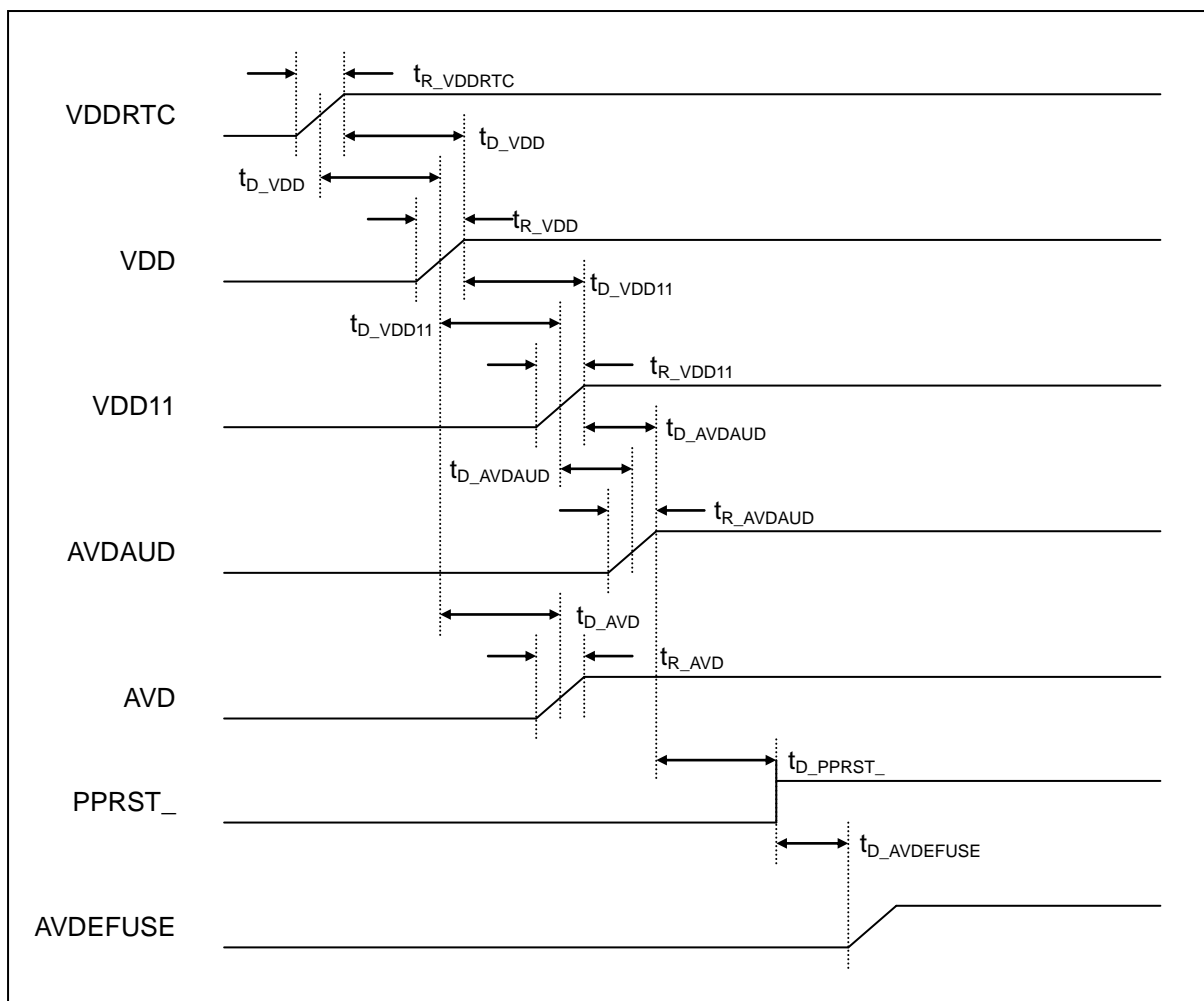 t_R_VDDRTC
VDDRTC
t_D_VDD
t_D_VDD
t_R_VDD
VDD
t_D_VDD11
t_D_VDD11
t_R_VDD11
VDD11
t_D_AVDAUD
t_D_AVDAUD
t_R_AVDAUD
AVDAUD
t_D_AVD
t_R_AVD
AVD
t_D_PPRST_
PPRST_
t_D_AVDEFUSE
AVDEFUSE